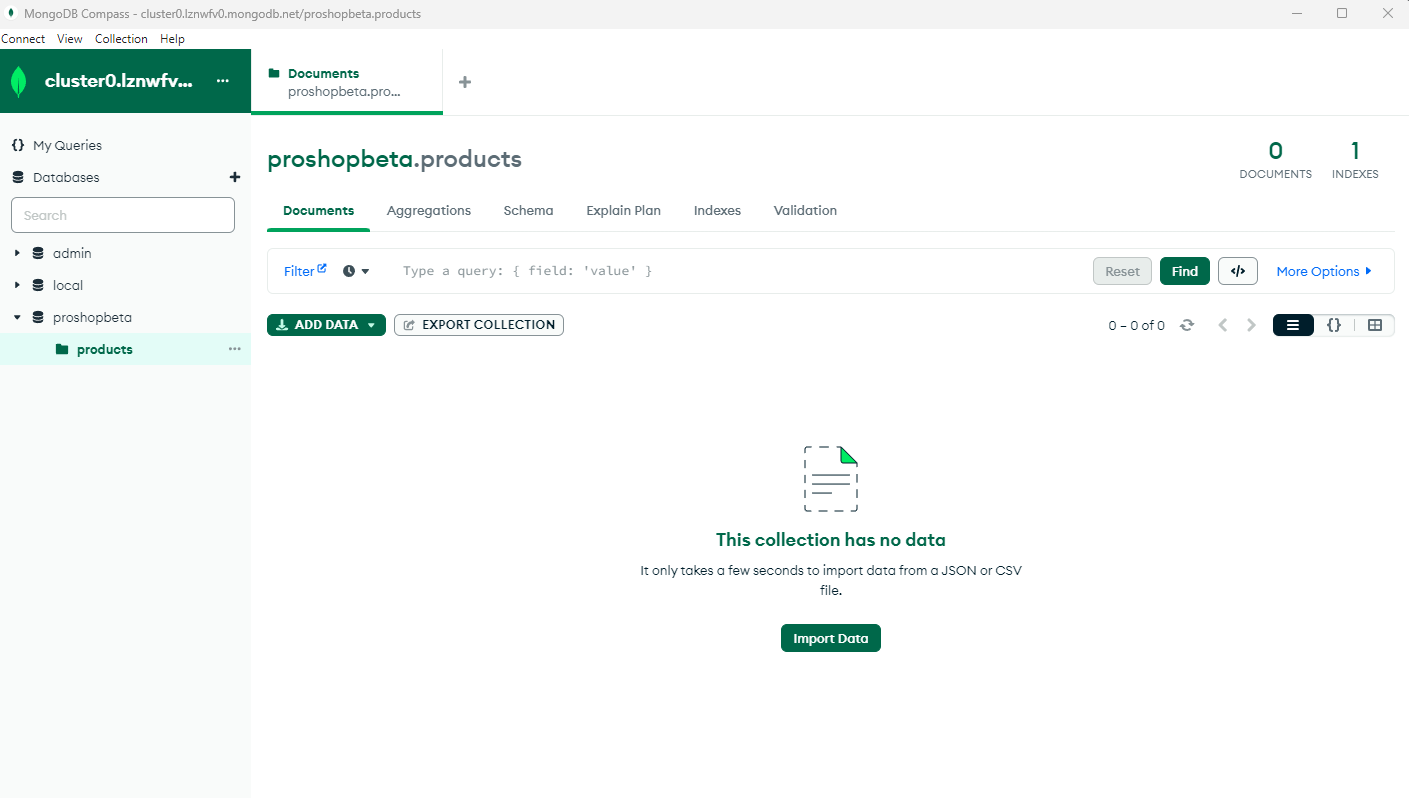 MongoDB Compass - cluster0.lznwfv0.mongodb.net/proshopbeta.products
Connect View Collection Help
cluster0.lznwfv... ...
Documents
proshopbeta.pro...
+
{} My Queries
Databases +
Search
admin
local
proshopbeta
products ...
proshopbeta.products
0
DOCUMENTS
1
INDEXES
Documents Aggregations Schema Explain Plan Indexes Validation
Filter Type a query: { field: 'value' } Reset Find </> More Options
ADD DATA EXPORT COLLECTION 0 – 0 of 0 {}
This collection has no data
It only takes a few seconds to import data from a JSON or CSV
file.
Import Data